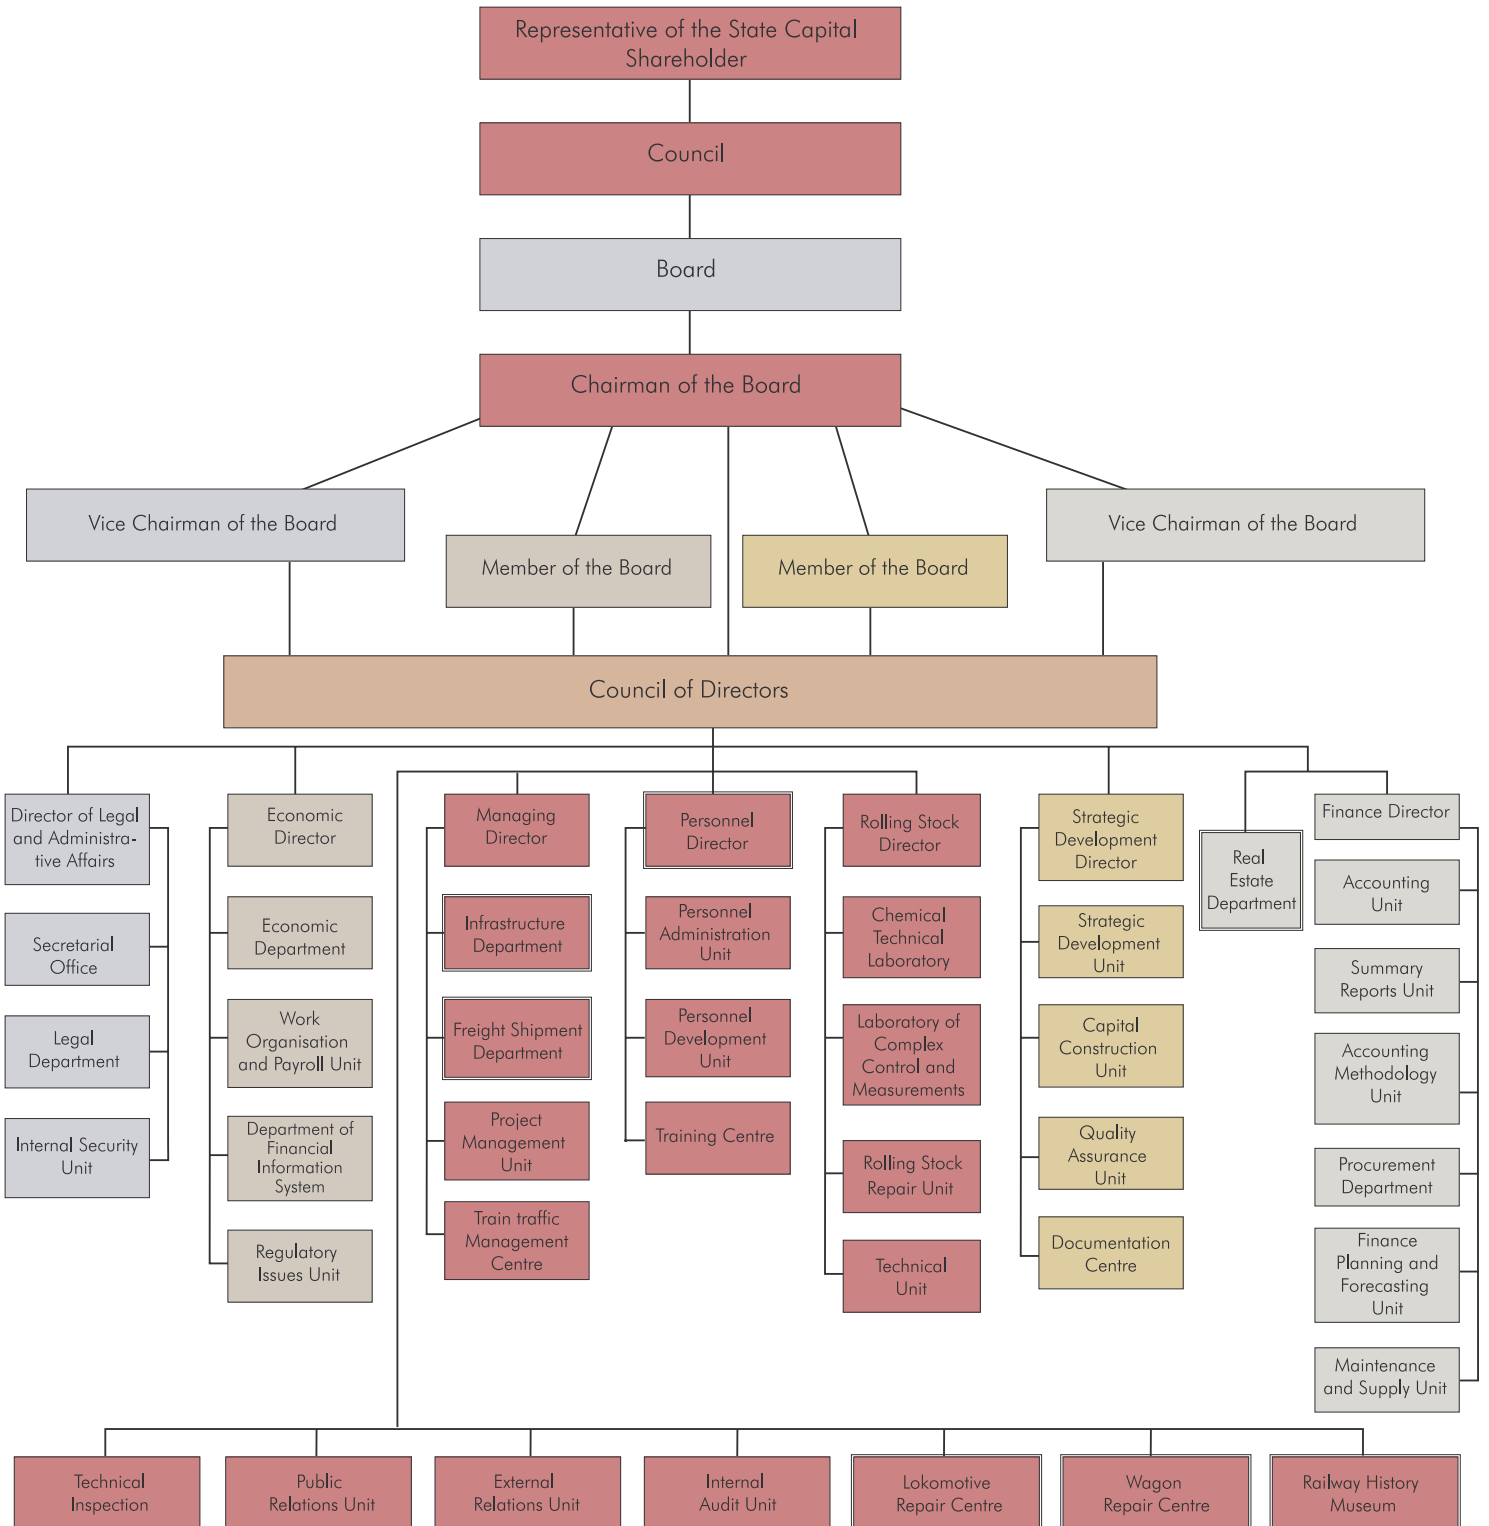 Representative of the State Capital
Shareholder
Council
Board
Chairman of the Board
Vice Chairman of the Board
Member of the Board
Member of the Board
Vice Chairman of the Board
Council of Directors
Director of Legal
and Administra-
tive Affairs
Secretarial
Office
Legal
Department
Internal Security
Unit
Economic
Director
Economic
Department
Work
Organisation
and Payroll Unit
Department of
Financial
Information
System
Regulatory
Issues Unit
Managing
Director
Infrastructure
Department
Freight Shipment
Department
Project
Management
Unit
Train traffic
Management
Centre
Personnel
Director
Personnel
Administration
Unit
Personnel
Development
Unit
Training Centre
Rolling Stock
Director
Chemical
Technical
Laboratory
Laboratory of
Complex
Control and
Measurements
Rolling Stock
Repair Unit
Technical
Unit
Strategic
Development
Director
Strategic
Development
Unit
Capital
Construction
Unit
Quality
Assurance
Unit
Documentation
Centre
Real
Estate
Department
Finance Director
Accounting
Unit
Summary
Reports Unit
Accounting
Methodology
Unit
Procurement
Department
Finance
Planning and
Forecasting
Unit
Maintenance
and Supply Unit
Technical
Inspection
Public
Relations Unit
External
Relations Unit
Internal
Audit Unit
Lokomotive
Repair Centre
Wagon
Repair Centre
Railway History
Museum